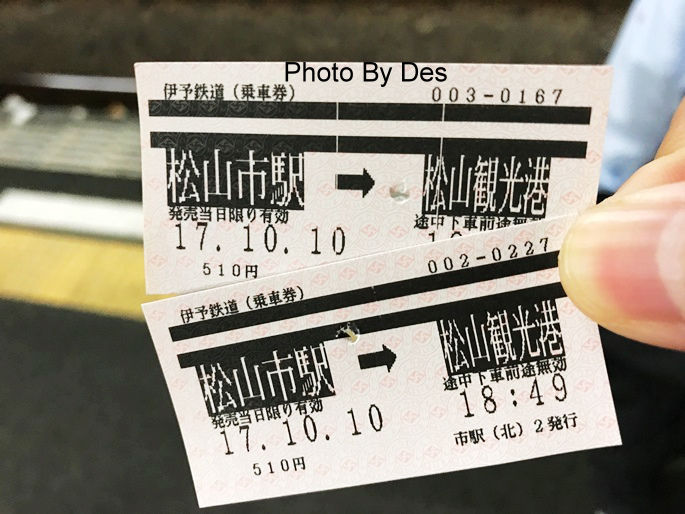 Photo By Des
伊予鉄道（乗車券）
003-0167
松山市駅 ➡ 松山観光港
発売当日限り有効
途中下車前途無効
17.10.10
510円
伊予鉄道（乗車券）
002-0227
松山市駅 ➡ 松山観光港
発売当日限り有効
途中下車前途無効
17.10.10
18:49
510円
市駅（北）2発行